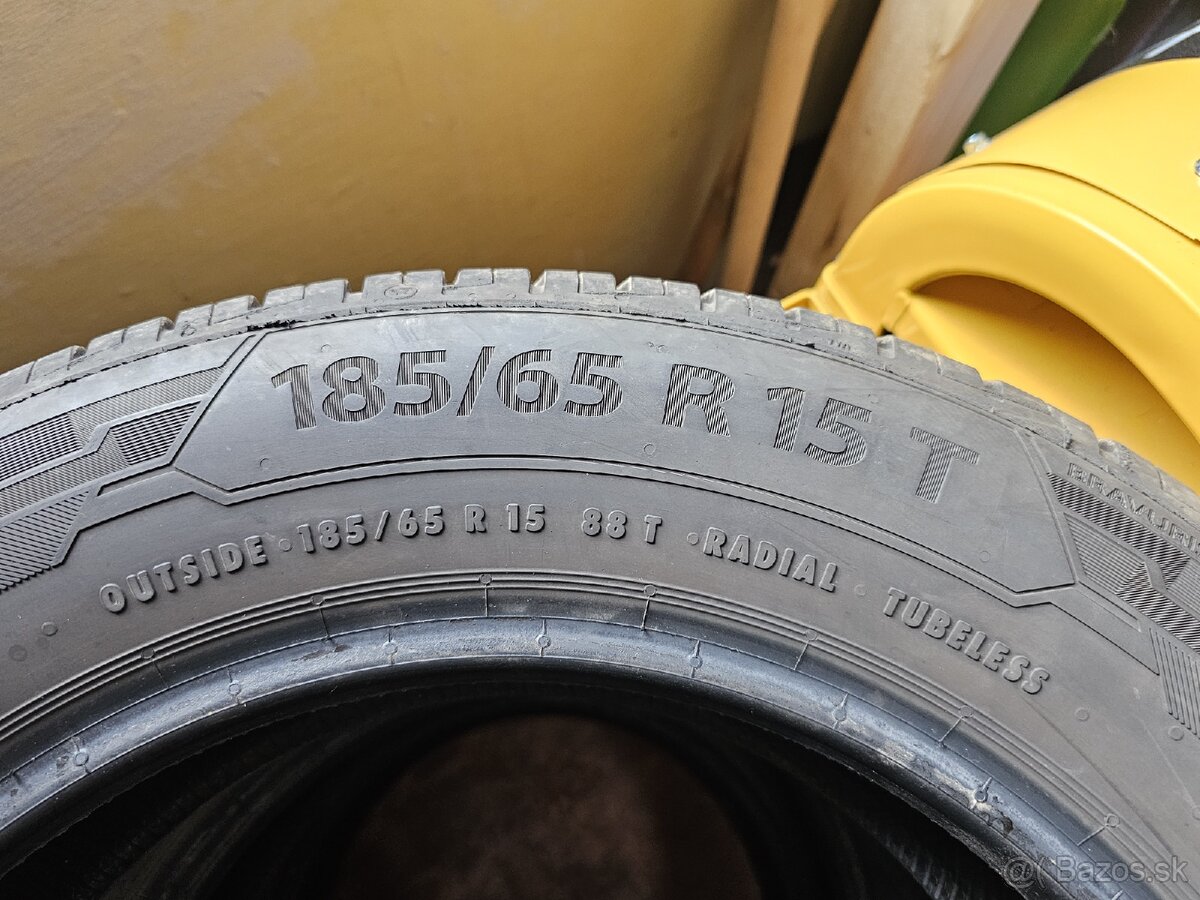 185/65 R 15 T
OUTSIDE • 185/65 R 15 88 T • RADIAL • TUBELESS
@( Bazos.sk